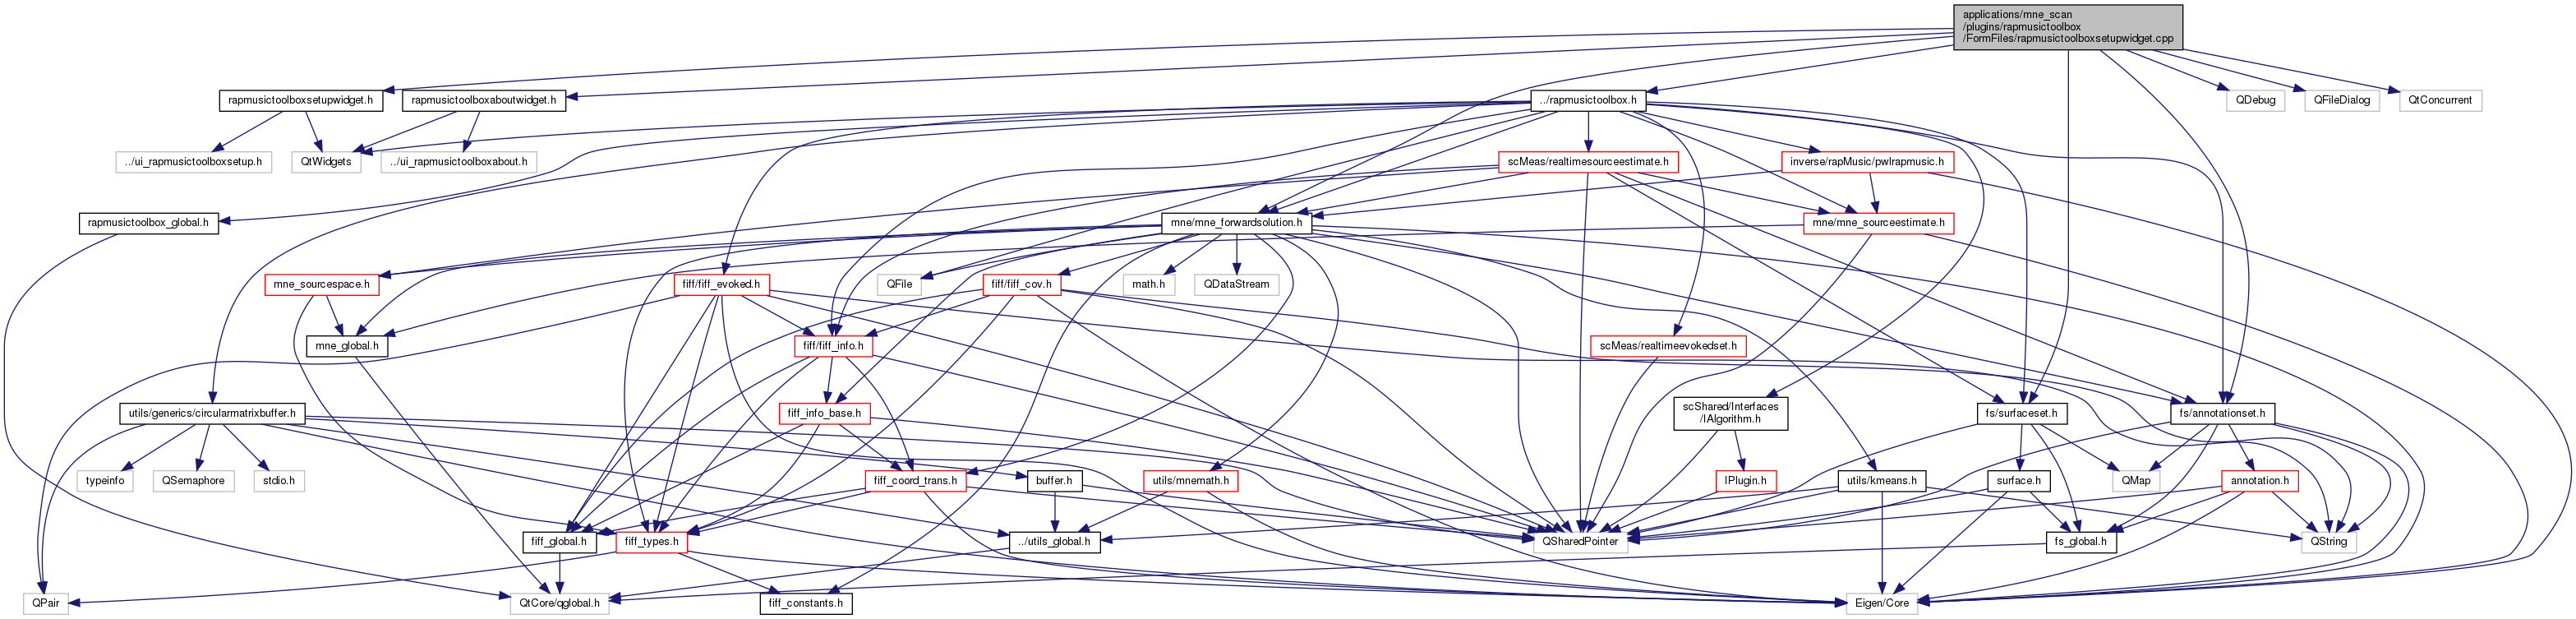 applications/mne_scan
/plugins/rapmusictoolbox
/FormFiles/rapmusictoolboxsetupwidget.cpp
rapmusictoolboxsetupwidget.h
rapmusictoolboxaboutwidget.h
../rapmusictoolbox.h
QDebug
QFileDialog
QtConcurrent
../ui_rapmusictoolboxsetup.h
QtWidgets
../ui_rapmusictoolboxabout.h
scMeas/realtimesourceestimate.h
inverse/rapMusic/pwlrapmusic.h
rapmusictoolbox_global.h
mne/mne_forwardsolution.h
mne/mne_sourceestimate.h
mne_sourcespace.h
fiff/fiff_evoked.h
QFile
fiff/fiff_cov.h
math.h
QDataStream
mne_global.h
fiff/fiff_info.h
scMeas/realtimeevokedset.h
utils/generics/circularmatrixbuffer.h
fiff_info_base.h
scShared/Interfaces
/IAlgorithm.h
fs/surfaceset.h
fs/annotationset.h
typeinfo
QSemaphore
stdio.h
fiff_coord_trans.h
buffer.h
utils/mnemath.h
IPlugin.h
utils/kmeans.h
surface.h
QMap
annotation.h
fiff_global.h
fiff_types.h
../utils_global.h
QSharedPointer
fs_global.h
QString
QPair
QtCore/qglobal.h
fiff_constants.h
Eigen/Core